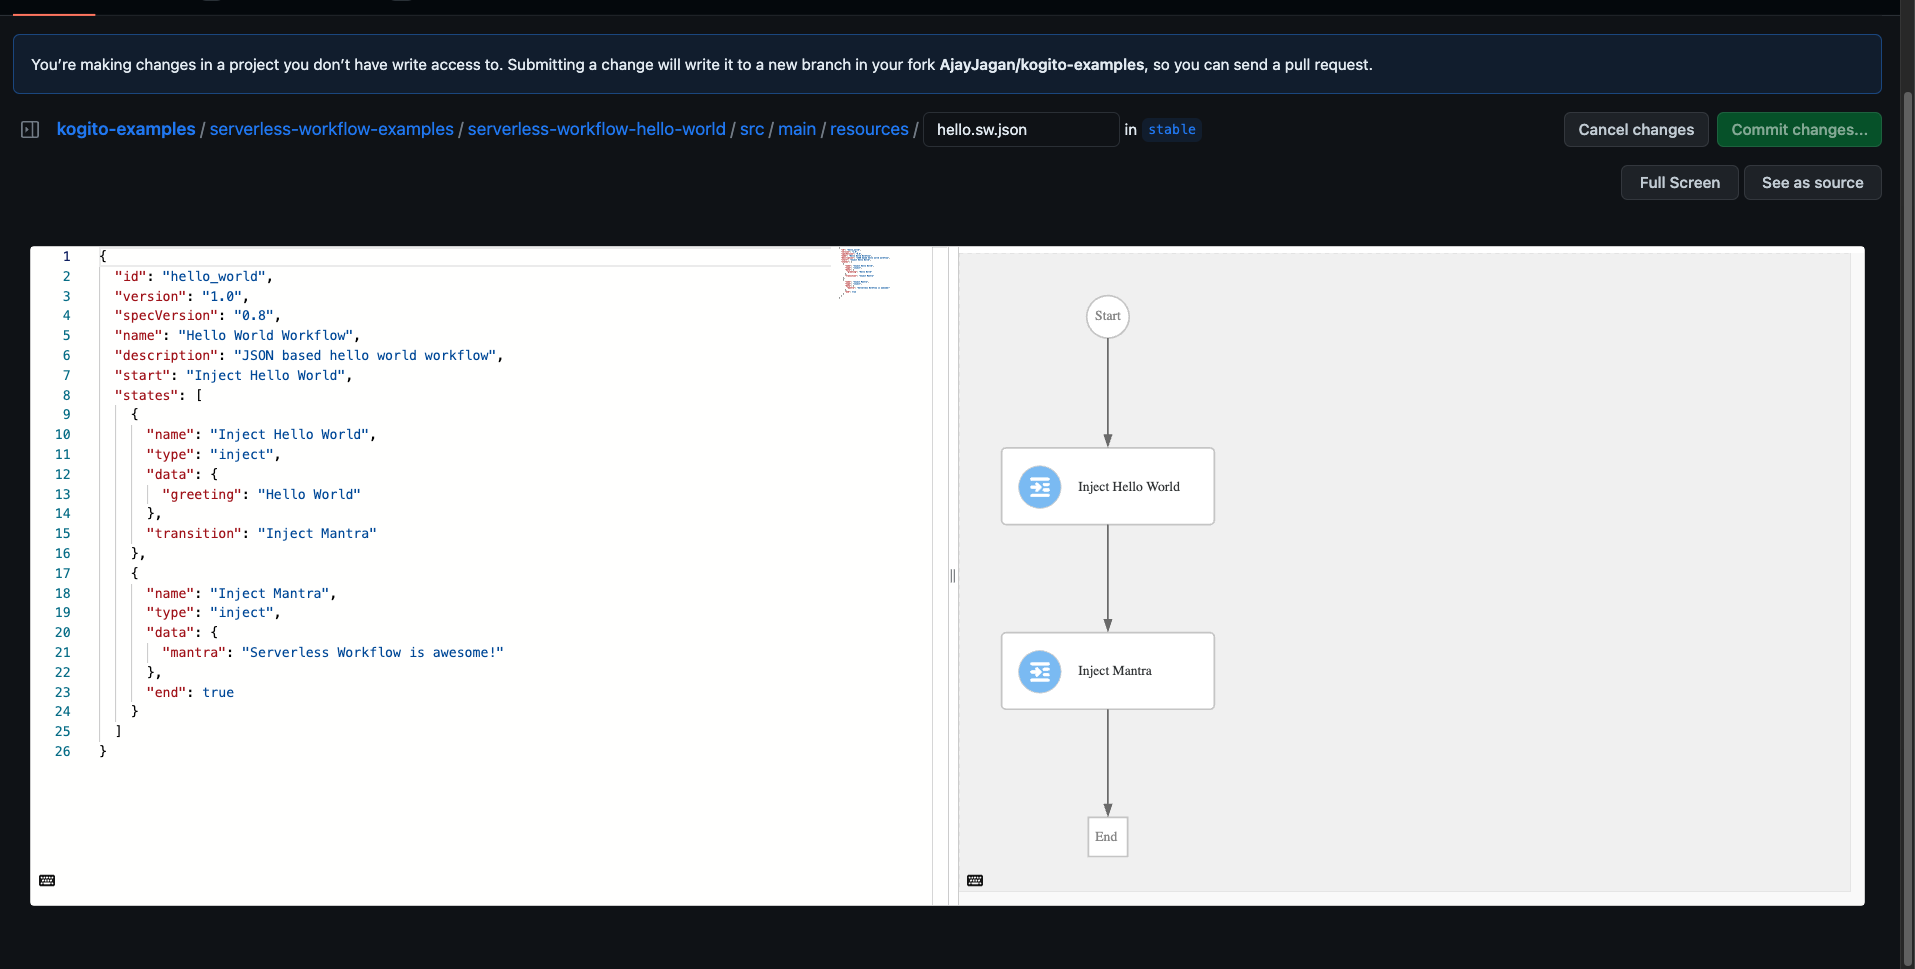 You’re making changes in a project you don’t have write access to. Submitting a change will write it to a new branch in your fork AjayJagan/kogito-examples, so you can send a pull request.
kogito-examples / serverless-workflow-examples / serverless-workflow-hello-world / src / main / resources / hello.sw.json in stable
Cancel changes
Commit changes...
Full Screen
See as source
1 {
2 "id": "hello_world",
3 "version": "1.0",
4 "specVersion": "0.8",
5 "name": "Hello World Workflow",
6 "description": "JSON based hello world workflow",
7 "start": "Inject Hello World",
8 "states": [
9 {
10 "name": "Inject Hello World",
11 "type": "inject",
12 "data": {
13 "greeting": "Hello World"
14 },
15 "transition": "Inject Mantra"
16 },
17 {
18 "name": "Inject Mantra",
19 "type": "inject",
20 "data": {
21 "mantra": "Serverless Workflow is awesome!"
22 },
23 "end": true
24 }
25 ]
26 }
Start
Inject Hello World
Inject Mantra
End